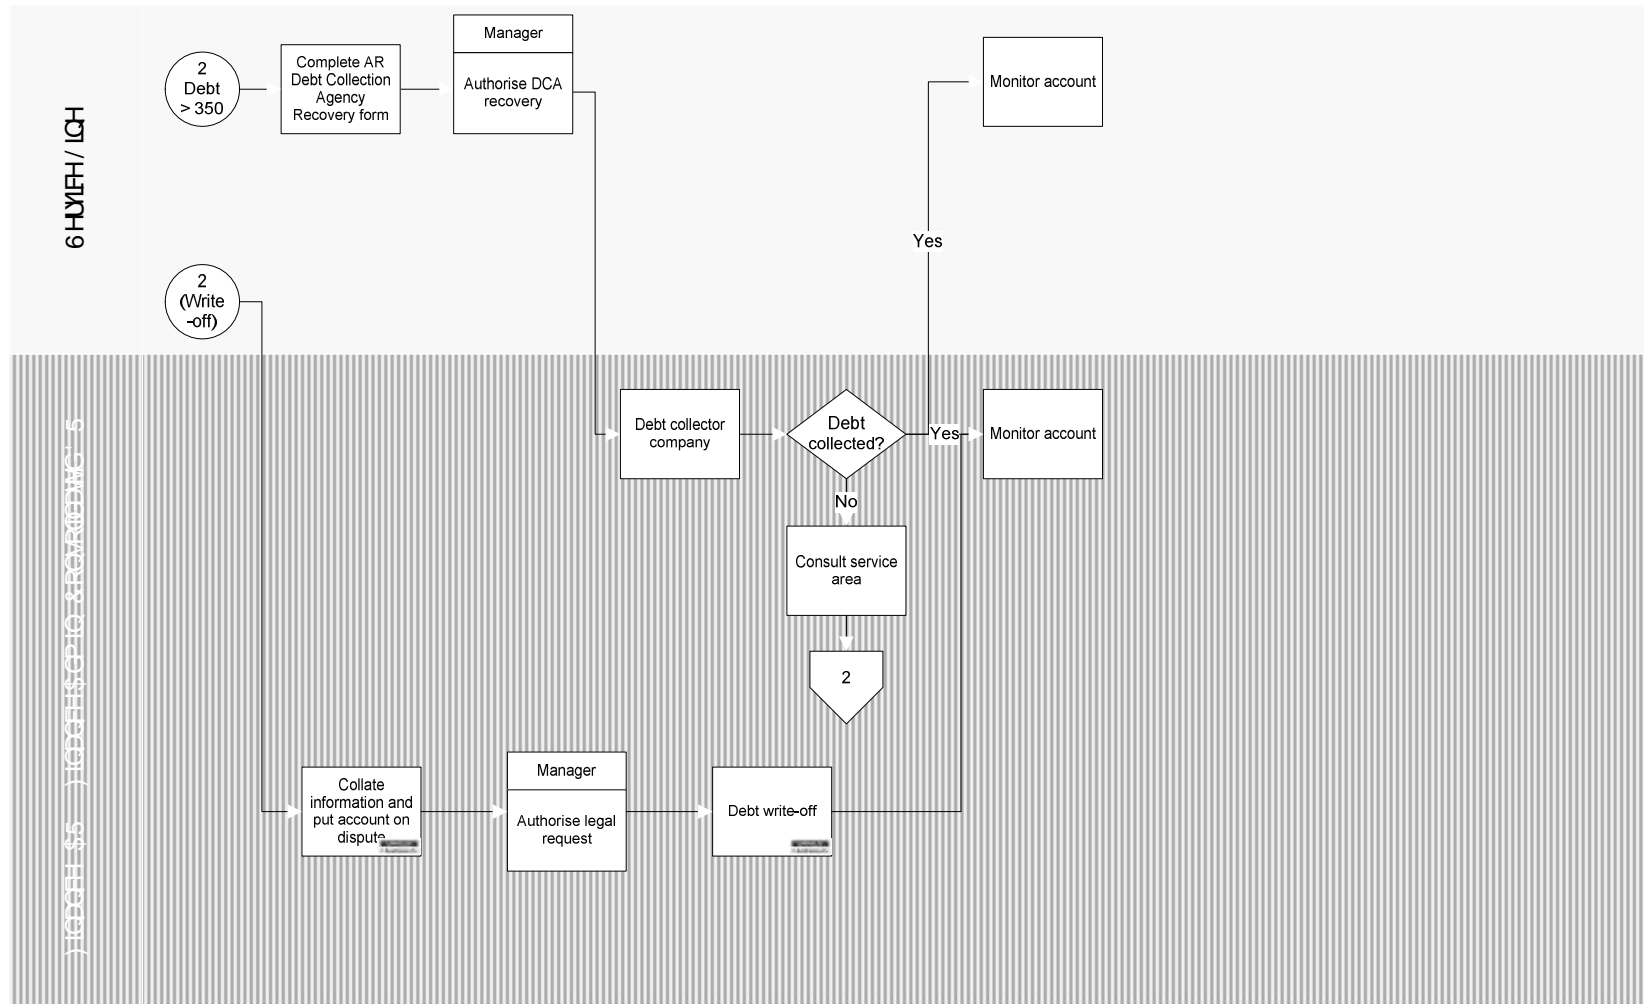 2
Debt
> 350
Complete AR
Debt Collection
Agency
Recovery form
Manager
Authorise DCA
recovery
Monitor account
Yes
6HUYLFH / LQH
2
(Write
-off)
Debt collector
company
Debt
collected?
Yes
Monitor account
No
Consult service
area
2
Collate
information and
put account on
dispute
Manager
Authorise legal
request
Debt write-off